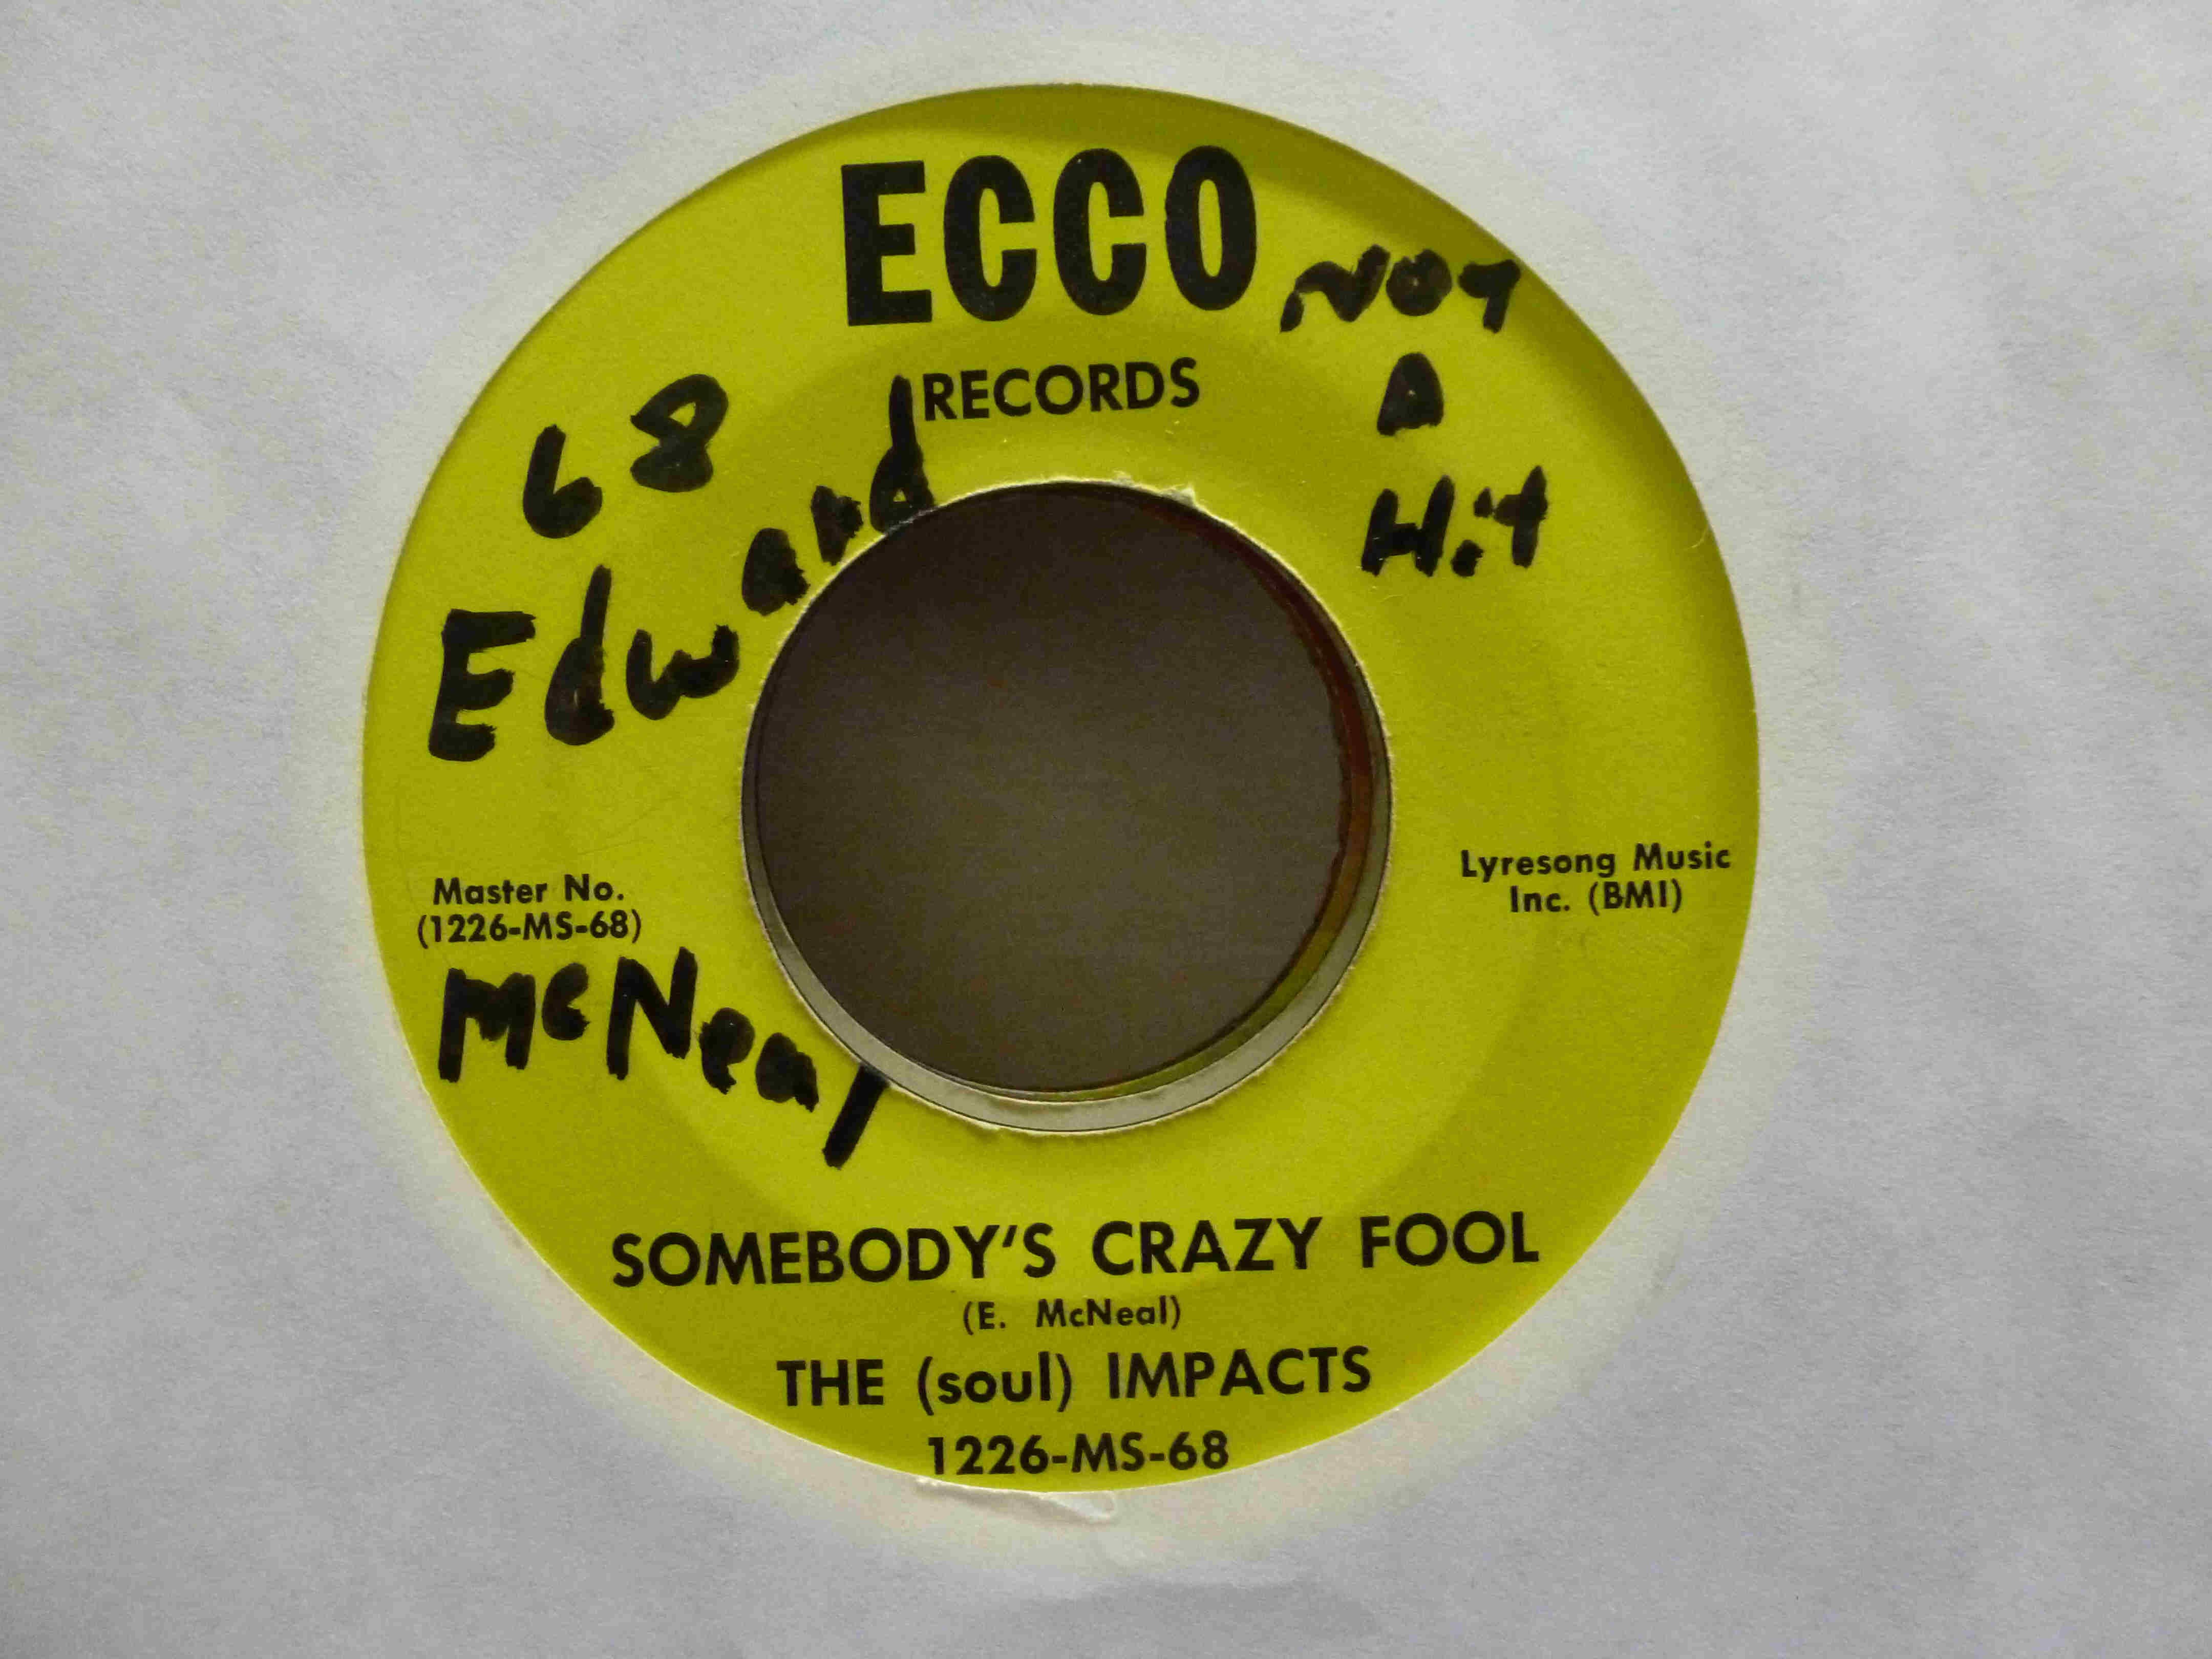 ECCO
NOT
RECORDS
A
68
Hit
Edward
Lyresong Music
Inc. (BMI)
Master No.
(1226-MS-68)
McNeal
SOMEBODY'S CRAZY FOOL
(E. McNeal)
THE (soul) IMPACTS
1226-MS-68